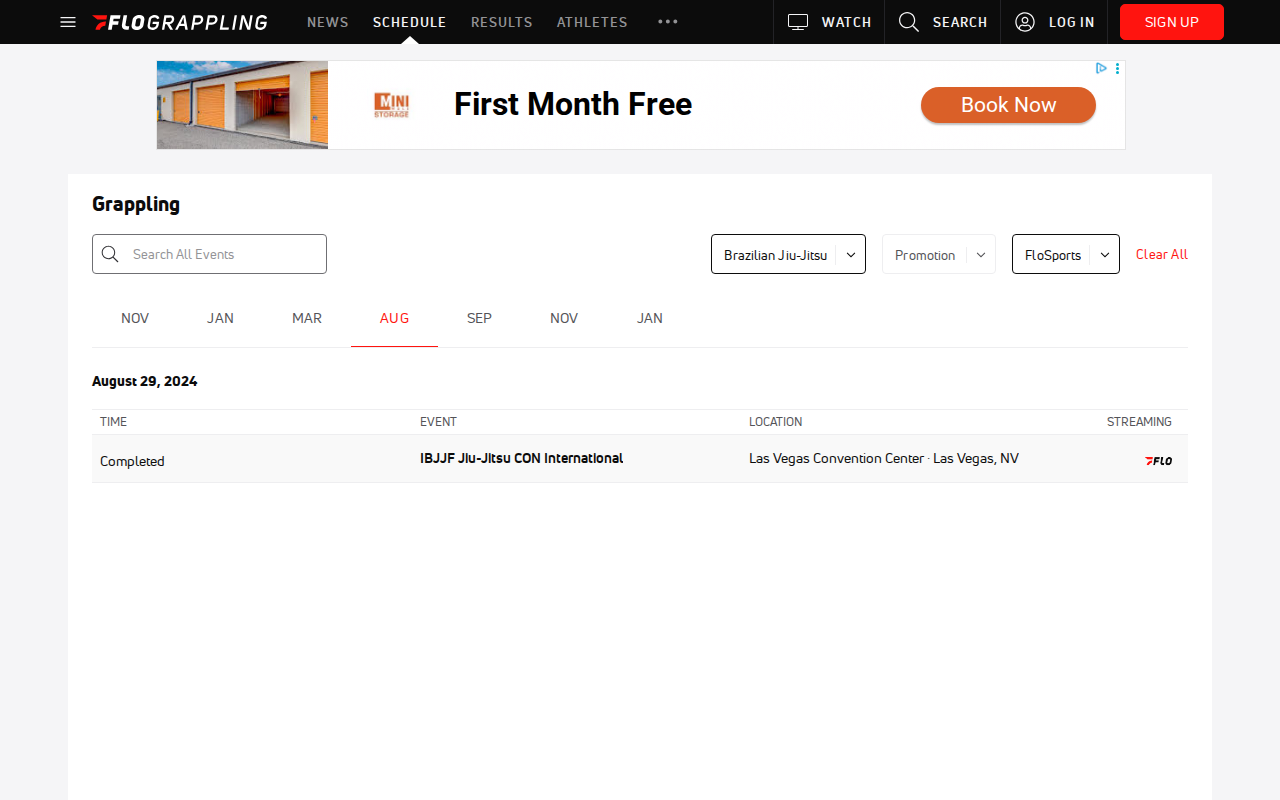 FLOGRAPPLING NEWS SCHEDULE RESULTS ATHLETES WATCH SEARCH LOG IN SIGN UP
MINI STORAGE First Month Free Book Now
Grappling
Search All Events Brazilian Jiu-Jitsu Promotion FloSports Clear All
NOV JAN MAR AUG SEP NOV JAN
August 29, 2024
TIME EVENT LOCATION STREAMING
Completed IBJJF Jiu-Jitsu CON International Las Vegas Convention Center · Las Vegas, NV FLO